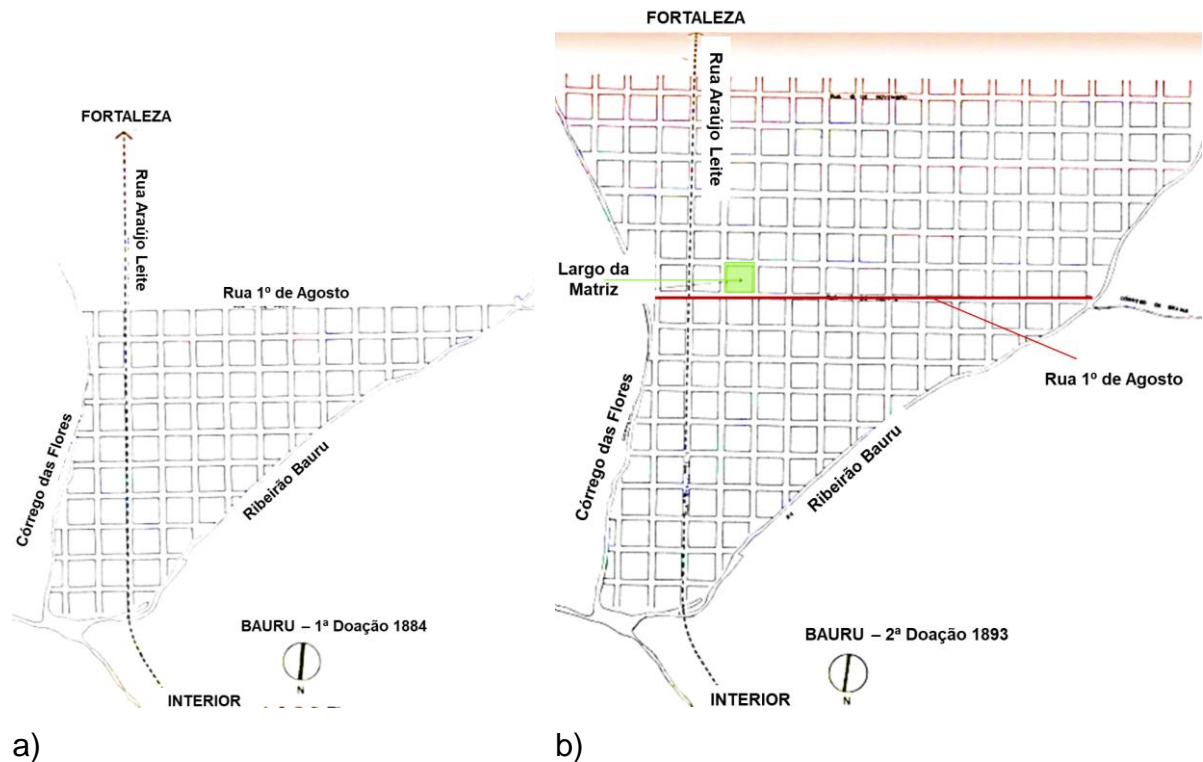 FORTALEZA
Rua Araújo Leite
Rua 1º de Agosto
Córrego das Flores
Ribeirão Bauru
BAURU – 1ª Doação 1884
N
INTERIOR
a)
FORTALEZA
Rua Araújo Leite
Largo da
Matriz
Rua 1º de Agosto
Córrego das Flores
Ribeirão Bauru
BAURU – 2ª Doação 1893
N
INTERIOR
b)